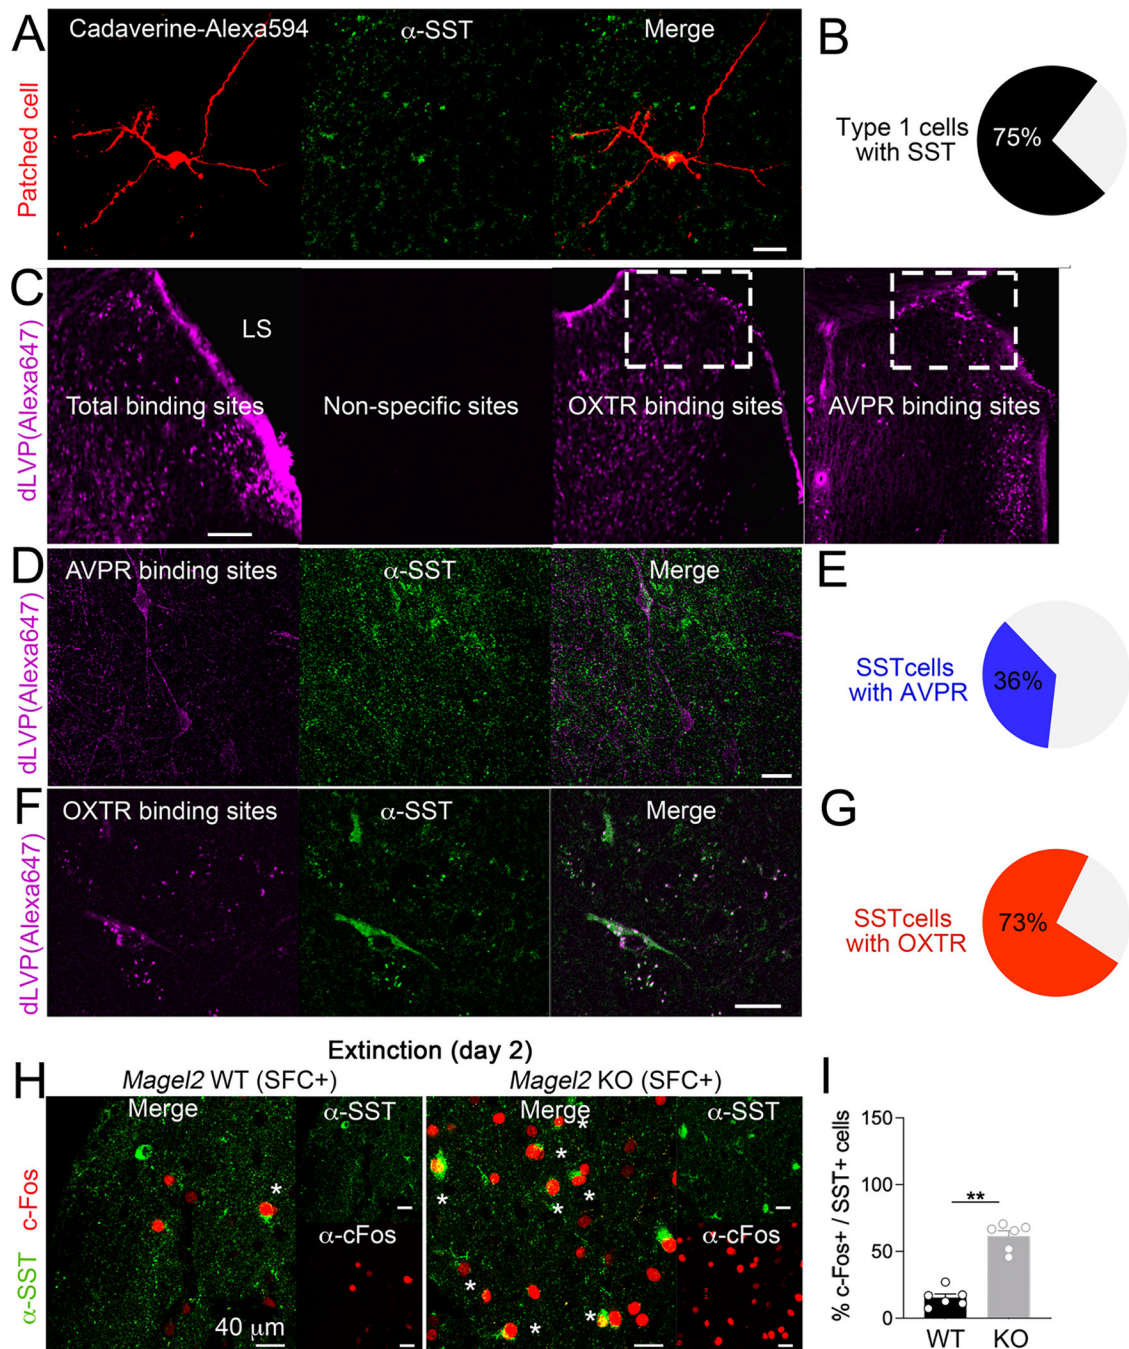 A
Cadaverine-Alexa594
α-SST
Merge
Patched cell
B
Type 1 cells
with SST
75%
C
dLVP(Alexa647)
LS
Total binding sites
Non-specific sites
OXTR binding sites
AVPR binding sites
D
dLVP(Alexa647)
AVPR binding sites
α-SST
Merge
E
SSTcells
with AVPR
36%
F
dLVP(Alexa647)
OXTR binding sites
α-SST
Merge
G
SSTcells
with OXTR
73%
H
Extinction (day 2)
Magel2 WT (SFC+)
Magel2 KO (SFC+)
α-SST c-Fos
Merge
α-SST
α-cFos
*
40 μm
Merge
α-SST
α-cFos
*
*
*
*
*
*
*
*
I
% c-Fos+ / SST+ cells
150
100
50
0
**
WT
KO